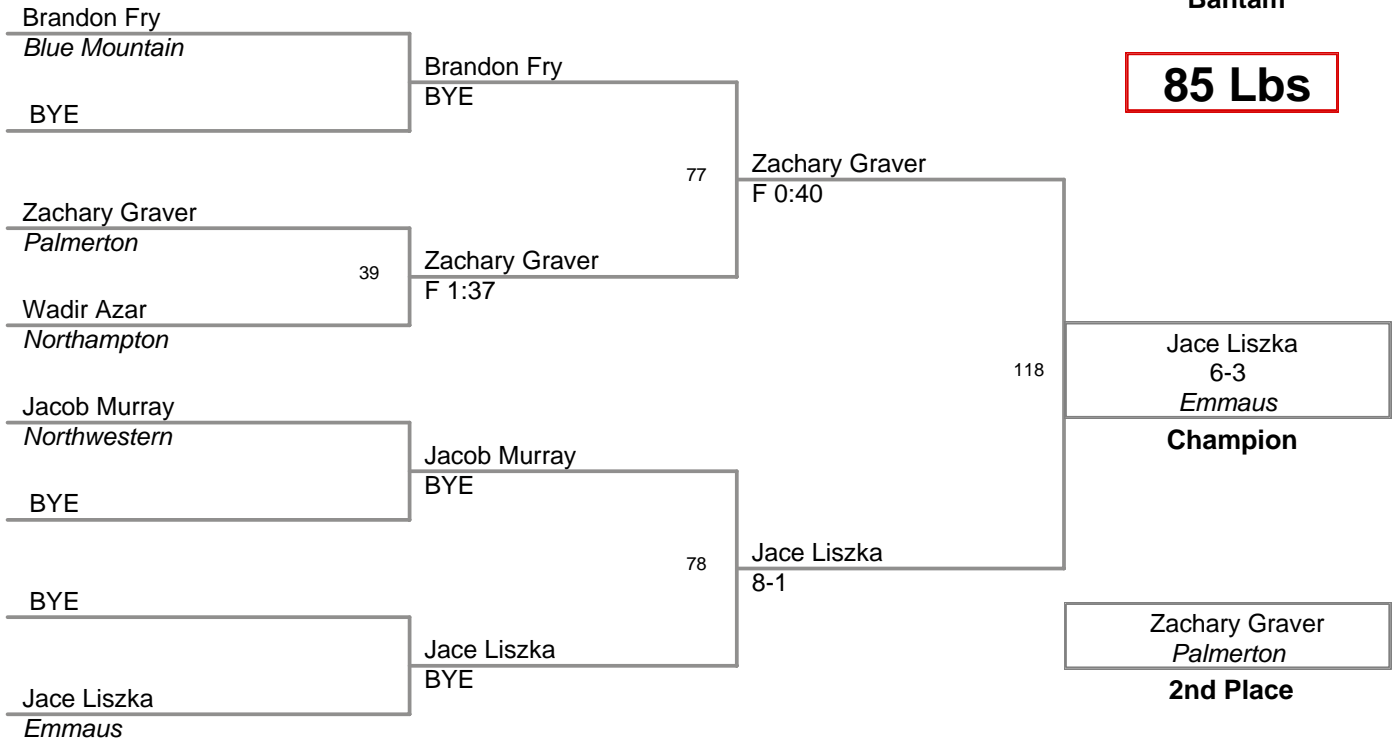 Bantam
85 Lbs
Brandon Fry
Blue Mountain
BYE
Zachary Graver
Palmerton
39
Wadir Azar
Northampton
Jacob Murray
Northwestern
BYE
BYE
Jace Liszka
Emmaus
Brandon Fry
BYE
77
Zachary Graver
F 1:37
Jacob Murray
BYE
78
Jace Liszka
BYE
Zachary Graver
F 0:40
118
Jace Liszka
8-1
Jace Liszka
6-3
Emmaus
Champion
Zachary Graver
Palmerton
2nd Place